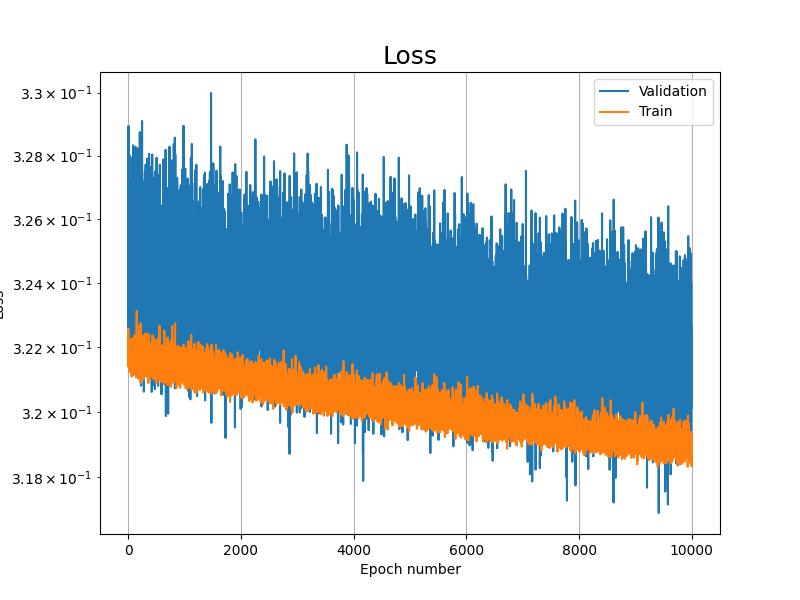 Loss
3.3 × 10⁻¹
3.28 × 10⁻¹
3.26 × 10⁻¹
3.24 × 10⁻¹
3.22 × 10⁻¹
3.2 × 10⁻¹
3.18 × 10⁻¹
Validation
Train
0 2000 4000 6000 8000 10000
Epoch number